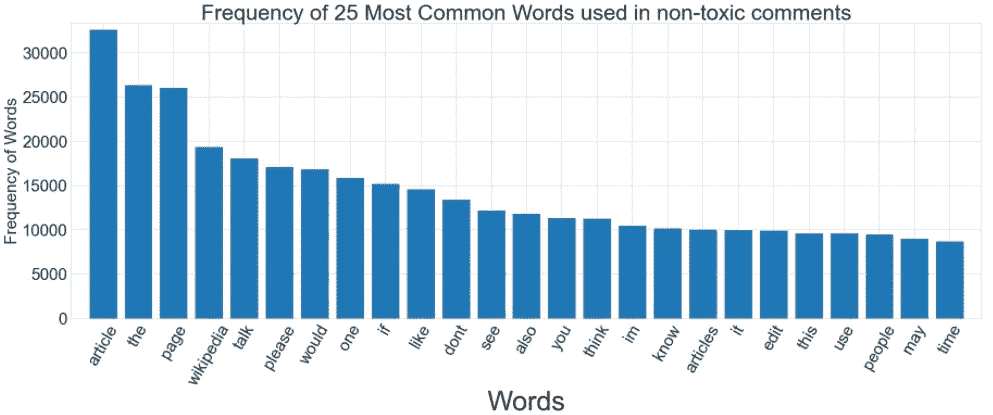 Frequency of 25 Most Common Words used in non-toxic comments
Frequency of Words
30000
25000
20000
15000
10000
5000
0
article
the
page
wikipedia
talk
please
would
one
if
like
dont
see
also
you
think
im
know
articles
it
edit
this
use
people
may
time
Words